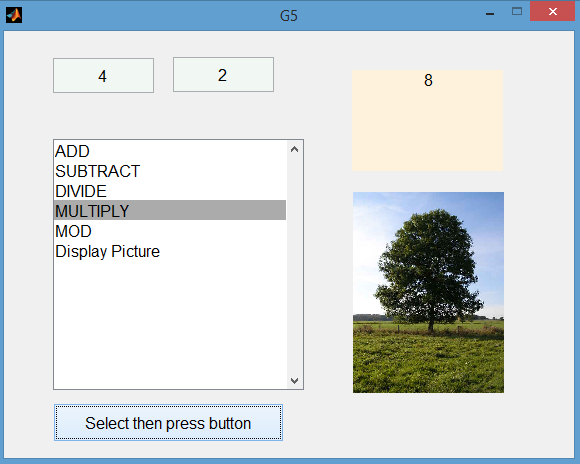 G5
4
2
8
ADD
SUBTRACT
DIVIDE
MULTIPLY
MOD
Display Picture
Select then press button